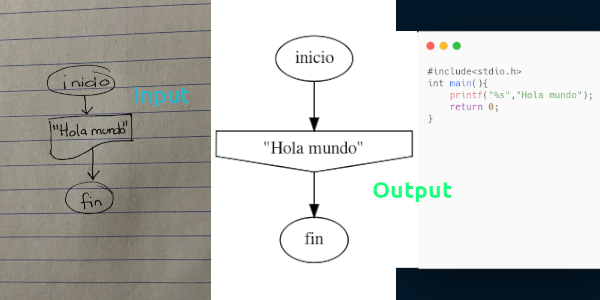 inicio
"Hola mundo"
fin
Input
inicio
"Hola mundo"
fin
Output
#include<stdio.h>
int main(){
    printf("%s","Hola mundo");
    return 0;
}